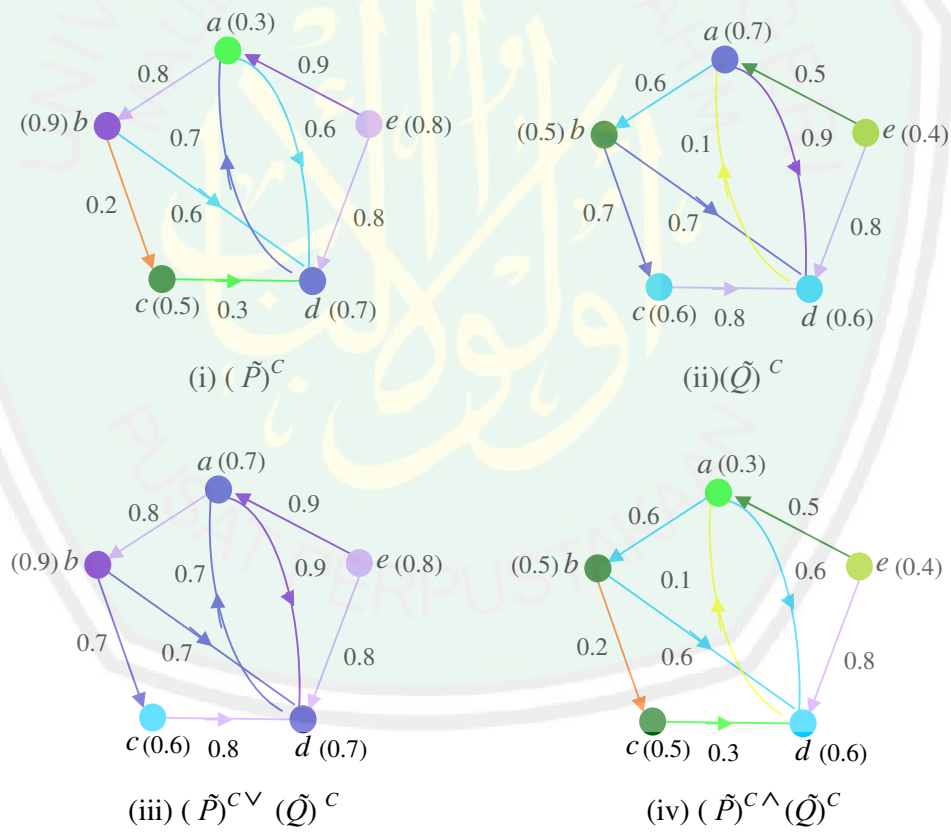 a (0.3)
0.8
0.9
(0.9) b
0.7
0.6
e (0.8)
0.2
0.6
0.8
c (0.5)
0.3
d (0.7)
(i) ( P̃)ᶜ
a (0.7)
0.6
0.5
(0.5) b
0.1
0.9
e (0.4)
0.7
0.7
0.8
c (0.6)
0.8
d (0.6)
(ii)(Q̃) ᶜ
a (0.7)
0.8
0.9
(0.9) b
0.7
0.9
e (0.8)
0.7
0.7
0.8
c (0.6)
0.8
d (0.7)
(iii) ( P̃)ᶜ ∨ (Q̃) ᶜ
a (0.3)
0.6
0.5
(0.5) b
0.1
0.6
e (0.4)
0.2
0.6
0.8
c (0.5)
0.3
d (0.6)
(iv) ( P̃)ᶜ ∧ (Q̃)ᶜ
PUSAT PERPUSTAKAAN